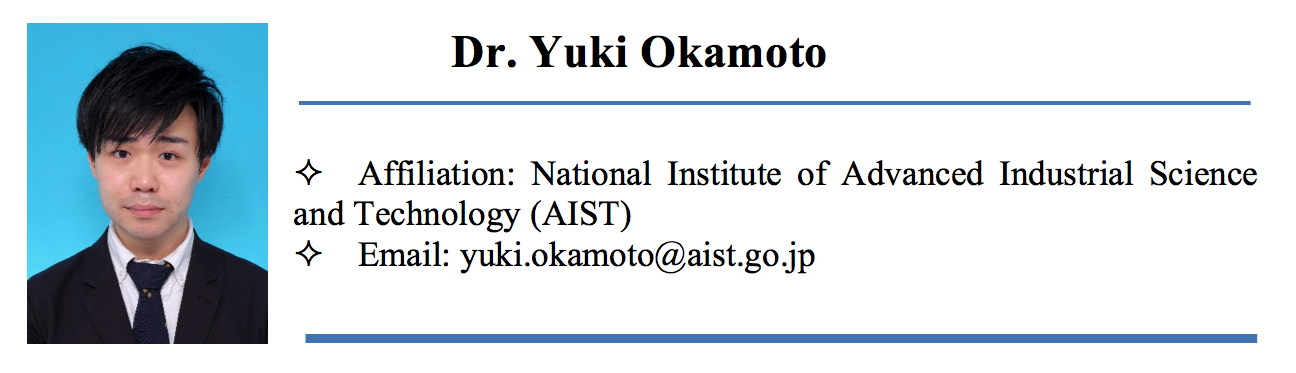 Dr. Yuki Okamoto
✧ Affiliation: National Institute of Advanced Industrial Science
and Technology (AIST)
✧ Email: yuki.okamoto@aist.go.jp